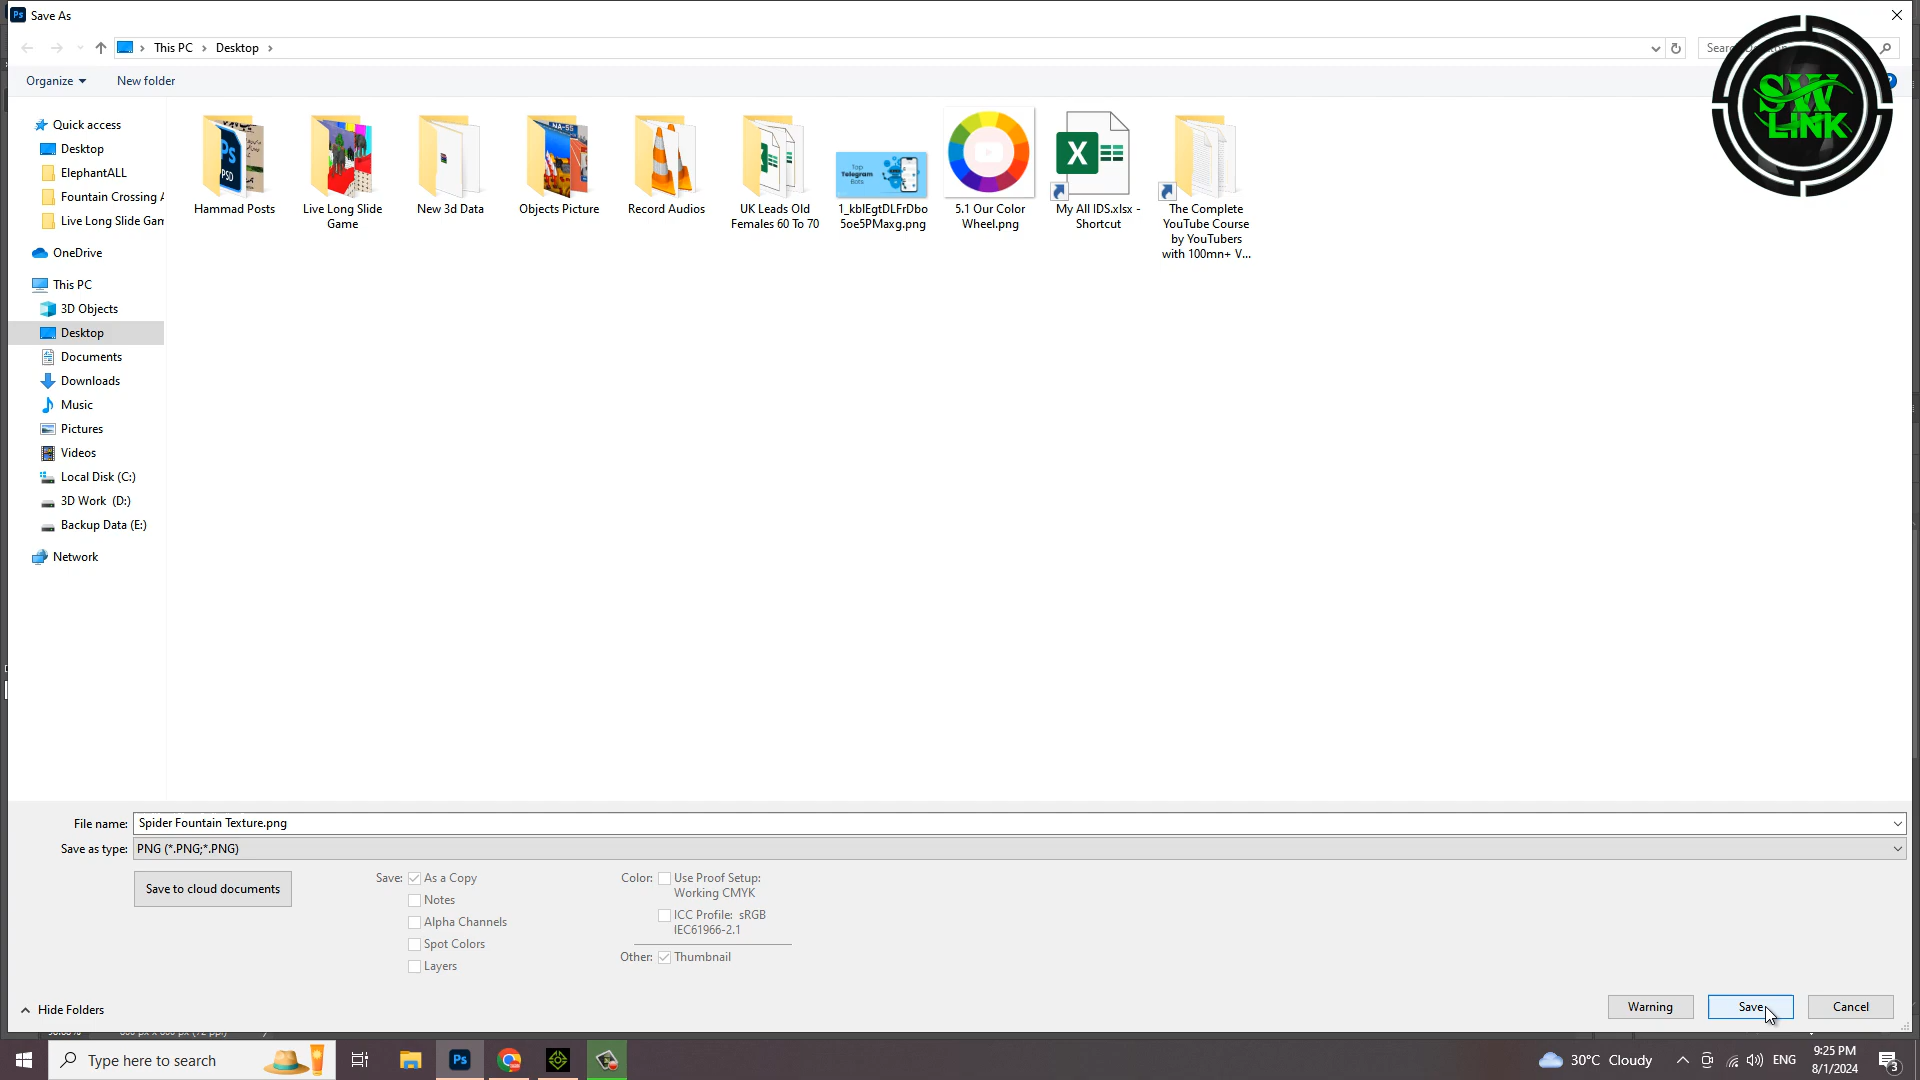 Ps Save As
This PC > Desktop >
Organize
New folder
Quick access
Desktop
ElephantALL
Fountain Crossing A
Live Long Slide Gam
OneDrive
This PC
3D Objects
Desktop
Documents
Downloads
Music
Pictures
Videos
Local Disk (C:)
3D Work (D:)
Backup Data (E:)
Network
SW
LINK
Hammad Posts
Live Long Slide
Game
New 3d Data
Objects Picture
Record Audios
UK Leads Old
Females 60 To 70
Top
Telegram
Bots
5.1 Our Color
Wheel.png
My All IDS.xlsx -
Shortcut
The Complete
YouTube Course
by YouTubers
with 100mn+ V...
File name: Spider Fountain Texture.png
Save as type: PNG (*.PNG;*.PNG)
Save to cloud documents
Save: As a Copy
Notes
Alpha Channels
Spot Colors
Layers
Color: Use Proof Setup:
Working CMYK
ICC Profile: sRGB
IEC61966-2.1
Other: Thumbnail
Hide Folders
Warning
Save
Cancel
Type here to search
Ps
30°C Cloudy
ENG
9:25 PM
8/1/2024
3